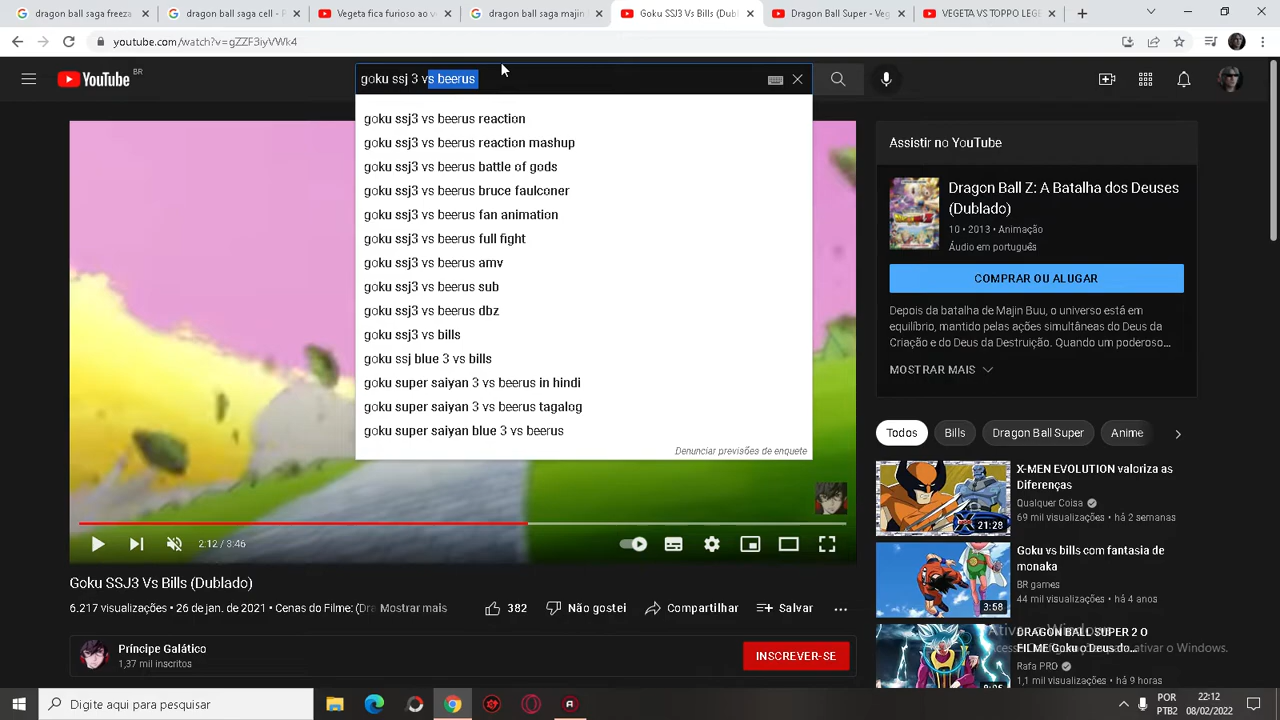 dragon ball saga freeza
dragon ball saga cell - P
Vegeta fica furioso ao ve
dragon ball saga majin
Goku SSJ3 Vs Bills (Dubl
Dragon Ball Super - Veg
VEGETA VS TOPPO LEGE
youtube.com/watch?v=gZZF3iyVWk4
YouTube BR
goku ssj 3 vs beerus
goku ssj3 vs beerus reaction
goku ssj3 vs beerus reaction mashup
goku ssj3 vs beerus battle of gods
goku ssj3 vs beerus bruce faulconer
goku ssj3 vs beerus fan animation
goku ssj3 vs beerus full fight
goku ssj3 vs beerus amv
goku ssj3 vs beerus sub
goku ssj3 vs beerus dbz
goku ssj3 vs bills
goku ssj blue 3 vs bills
goku super saiyan 3 vs beerus in hindi
goku super saiyan 3 vs beerus tagalog
goku super saiyan blue 3 vs beerus
Denunciar previsões de enquete
2:12 / 3:46
Goku SSJ3 Vs Bills (Dublado)
6.217 visualizações • 26 de jan. de 2021 • Cenas do Filme: (Dra Mostrar mais
382
Não gostei
Compartilhar
Salvar
Príncipe Galático
1,37 mil inscritos
INSCREVER-SE
Assistir no YouTube
Dragon Ball Z: A Batalha dos Deuses
(Dublado)
10 • 2013 • Animação
Áudio em português
COMPRAR OU ALUGAR
Depois da batalha de Majin Buu, o universo está em
equilíbrio, mantido pelas ações simultâneas do Deus da
Criação e do Deus da Destruição. Quando um poderoso...
MOSTRAR MAIS
Todos
Bills
Dragon Ball Super
Anime
X-MEN EVOLUTION valoriza as
Diferenças
Qualquer Coisa
69 mil visualizações • há 2 semanas
21:28
Goku vs bills com fantasia de
monaka
BR games
44 mil visualizações • há 4 anos
3:58
DRAGON BALL SUPER 2 O
FILME Goku o Deus do...
Rafa PRO
1,1 mil visualizações • há 9 horas
Ativar o Windows
ativar o Windows.
Digite aqui para pesquisar
POR
PTB2
22:12
08/02/2022